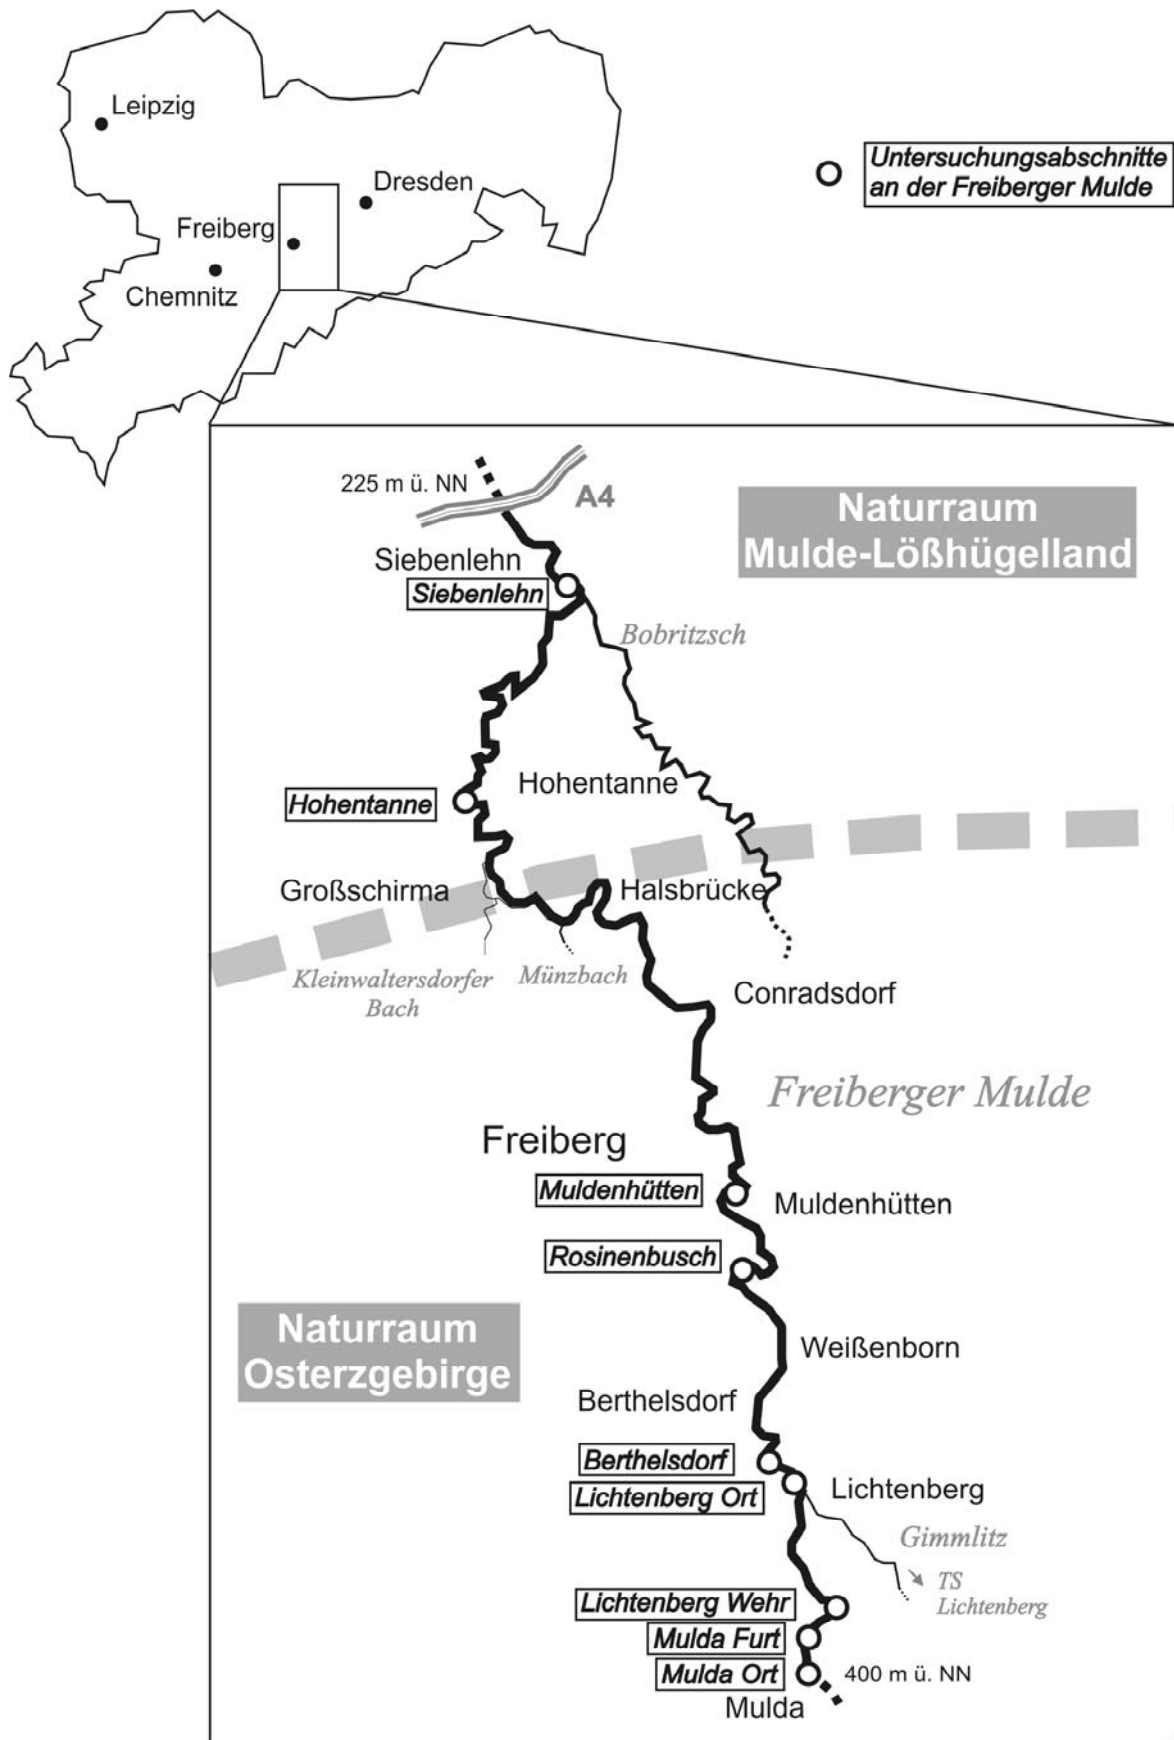 Leipzig
Dresden
Freiberg
Chemnitz
Untersuchungsabschnitte
an der Freiberger Mulde
225 m ü. NN
A4
Naturraum
Mulde-Lößhügelland
Siebenlehn
Siebenlehn
Bobritzsch
Hohentanne
Hohentanne
Großschirma
Halsbrücke
Kleinwaltersdorfer
Bach
Münzbach
Conradsdorf
Freiberger Mulde
Freiberg
Muldenhütten
Muldenhütten
Rosinenbusch
Naturraum
Osterzgebirge
Weißenborn
Berthelsdorf
Berthelsdorf
Lichtenberg Ort
Lichtenberg
Gimmlitz
TS
Lichtenberg
Lichtenberg Wehr
Mulda Furt
Mulda Ort
400 m ü. NN
Mulda